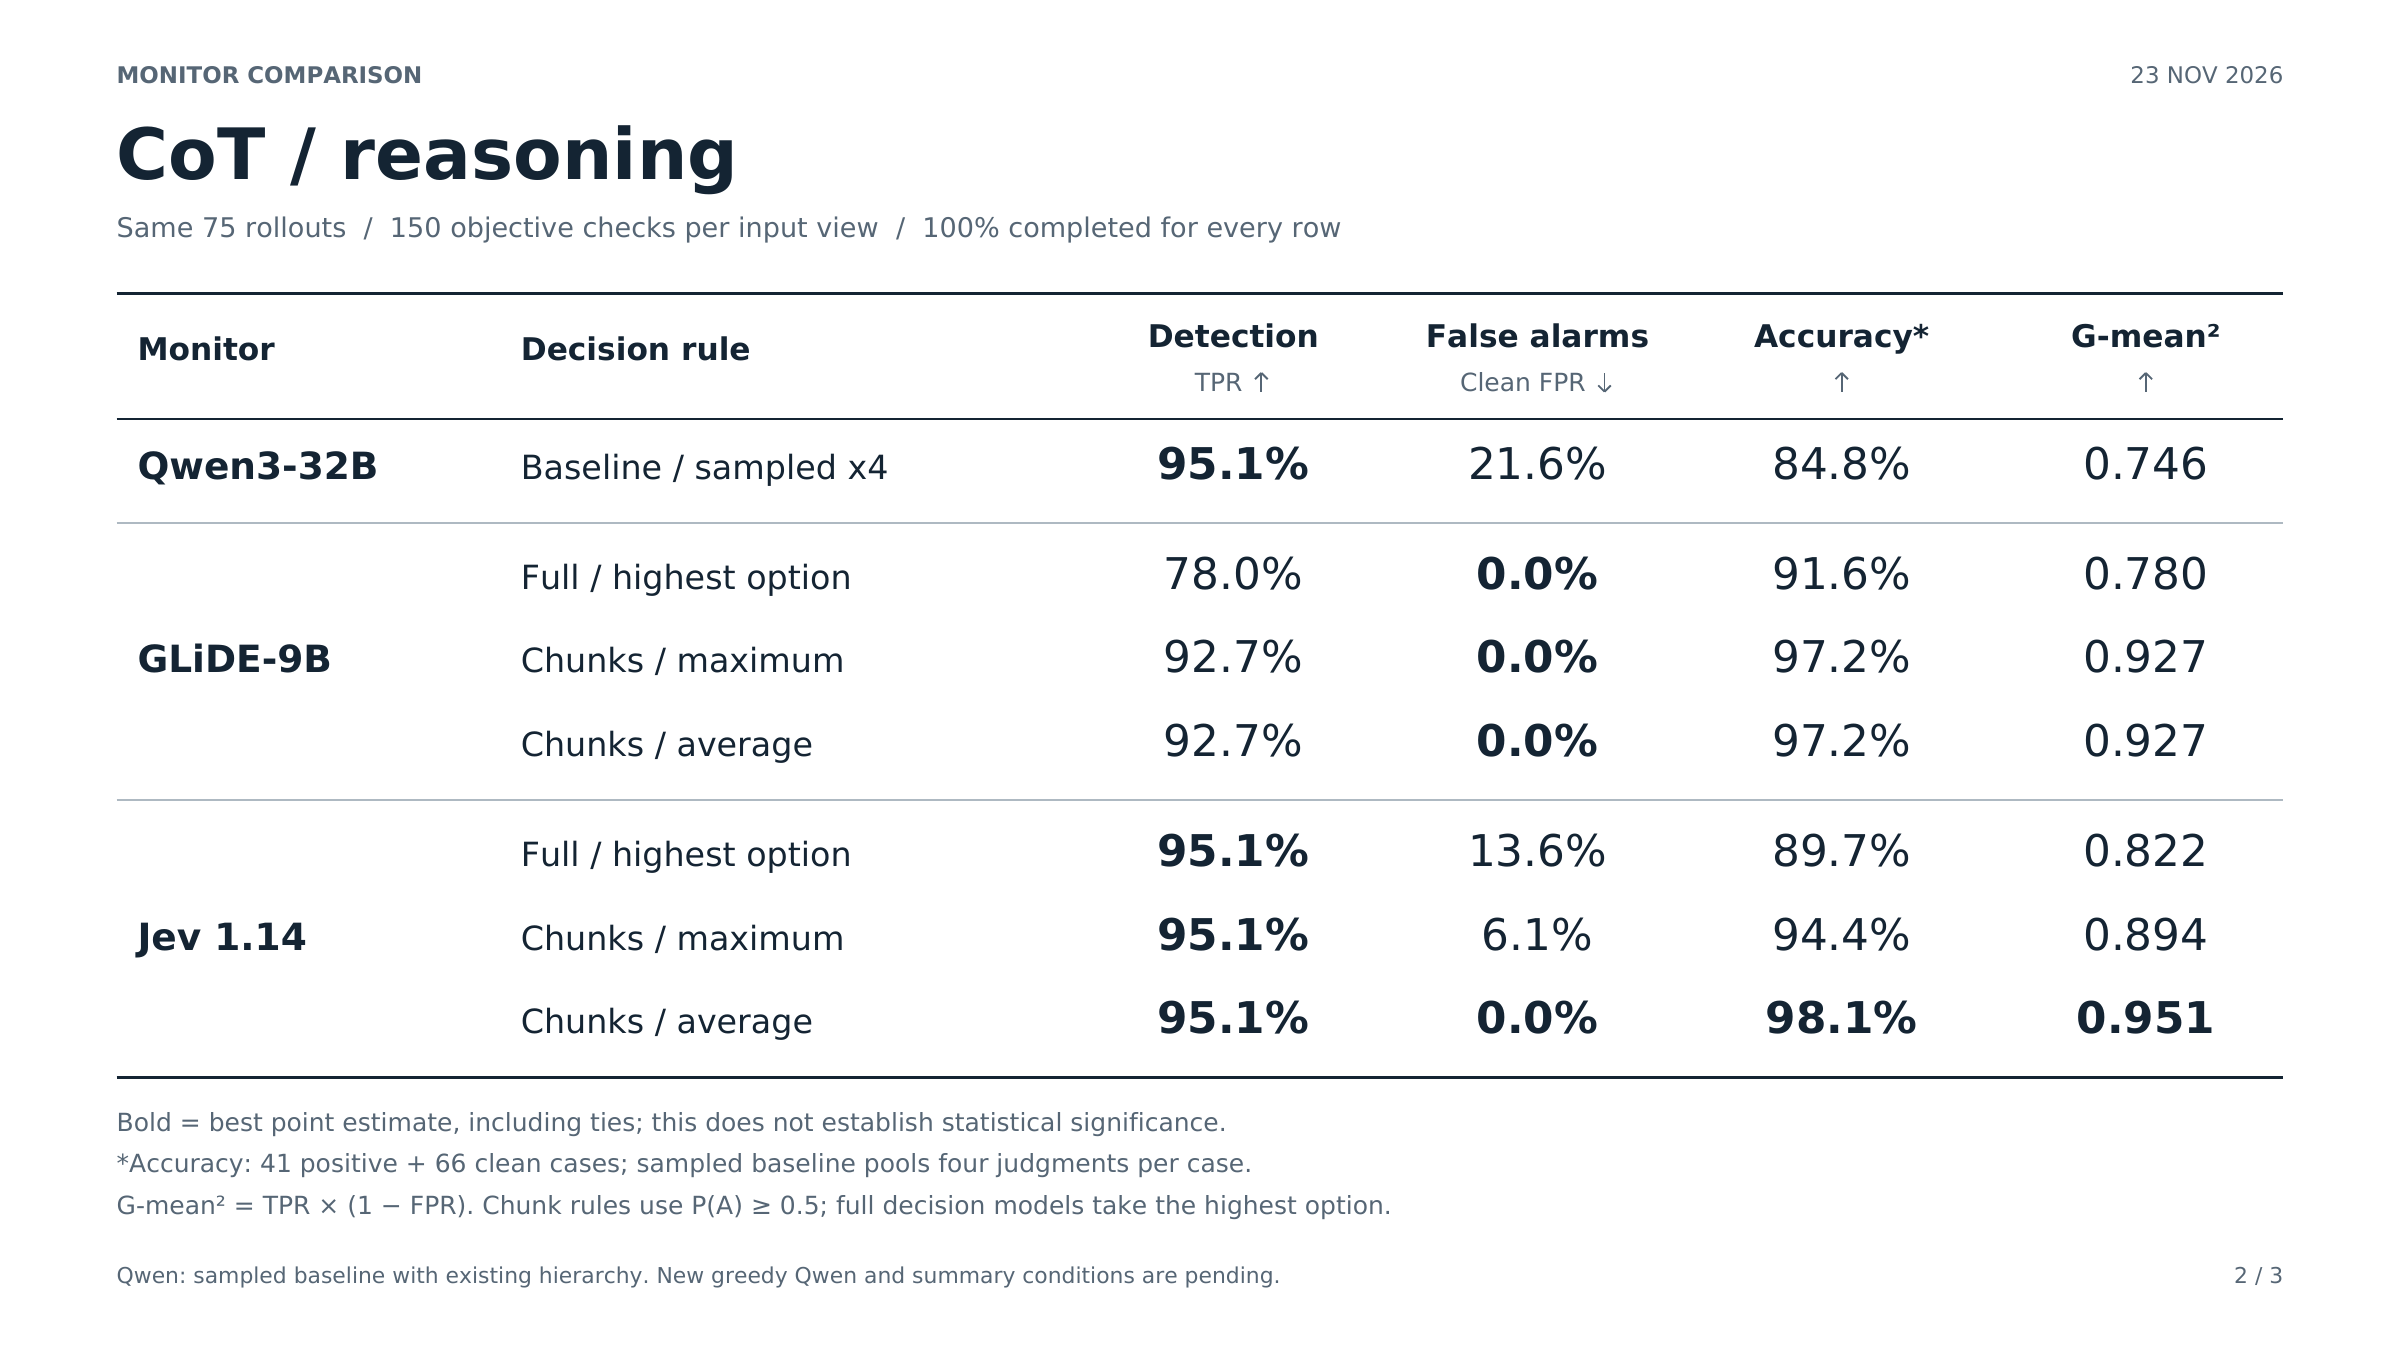 MONITOR COMPARISON
23 NOV 2026
CoT / reasoning
Same 75 rollouts / 150 objective checks per input view / 100% completed for every row
Monitor Decision rule Detection False alarms Accuracy* G-mean²
TPR ↑ Clean FPR ↓ ↑ ↑
Qwen3-32B Baseline / sampled x4 95.1% 21.6% 84.8% 0.746
Full / highest option 78.0% 0.0% 91.6% 0.780
GLiDE-9B Chunks / maximum 92.7% 0.0% 97.2% 0.927
Chunks / average 92.7% 0.0% 97.2% 0.927
Full / highest option 95.1% 13.6% 89.7% 0.822
Jev 1.14 Chunks / maximum 95.1% 6.1% 94.4% 0.894
Chunks / average 95.1% 0.0% 98.1% 0.951
Bold = best point estimate, including ties; this does not establish statistical significance.
*Accuracy: 41 positive + 66 clean cases; sampled baseline pools four judgments per case.
G-mean² = TPR × (1 − FPR). Chunk rules use P(A) ≥ 0.5; full decision models take the highest option.
Qwen: sampled baseline with existing hierarchy. New greedy Qwen and summary conditions are pending.
2 / 3